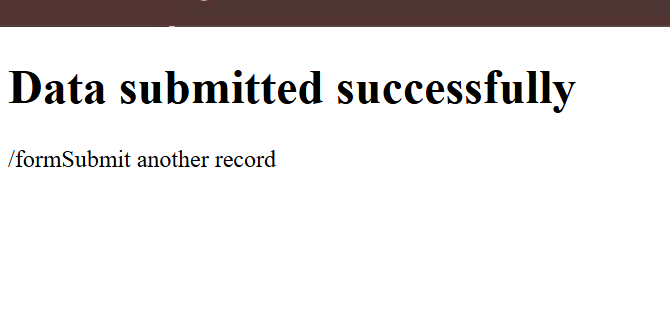 Data submitted successfully
/formSubmit another record